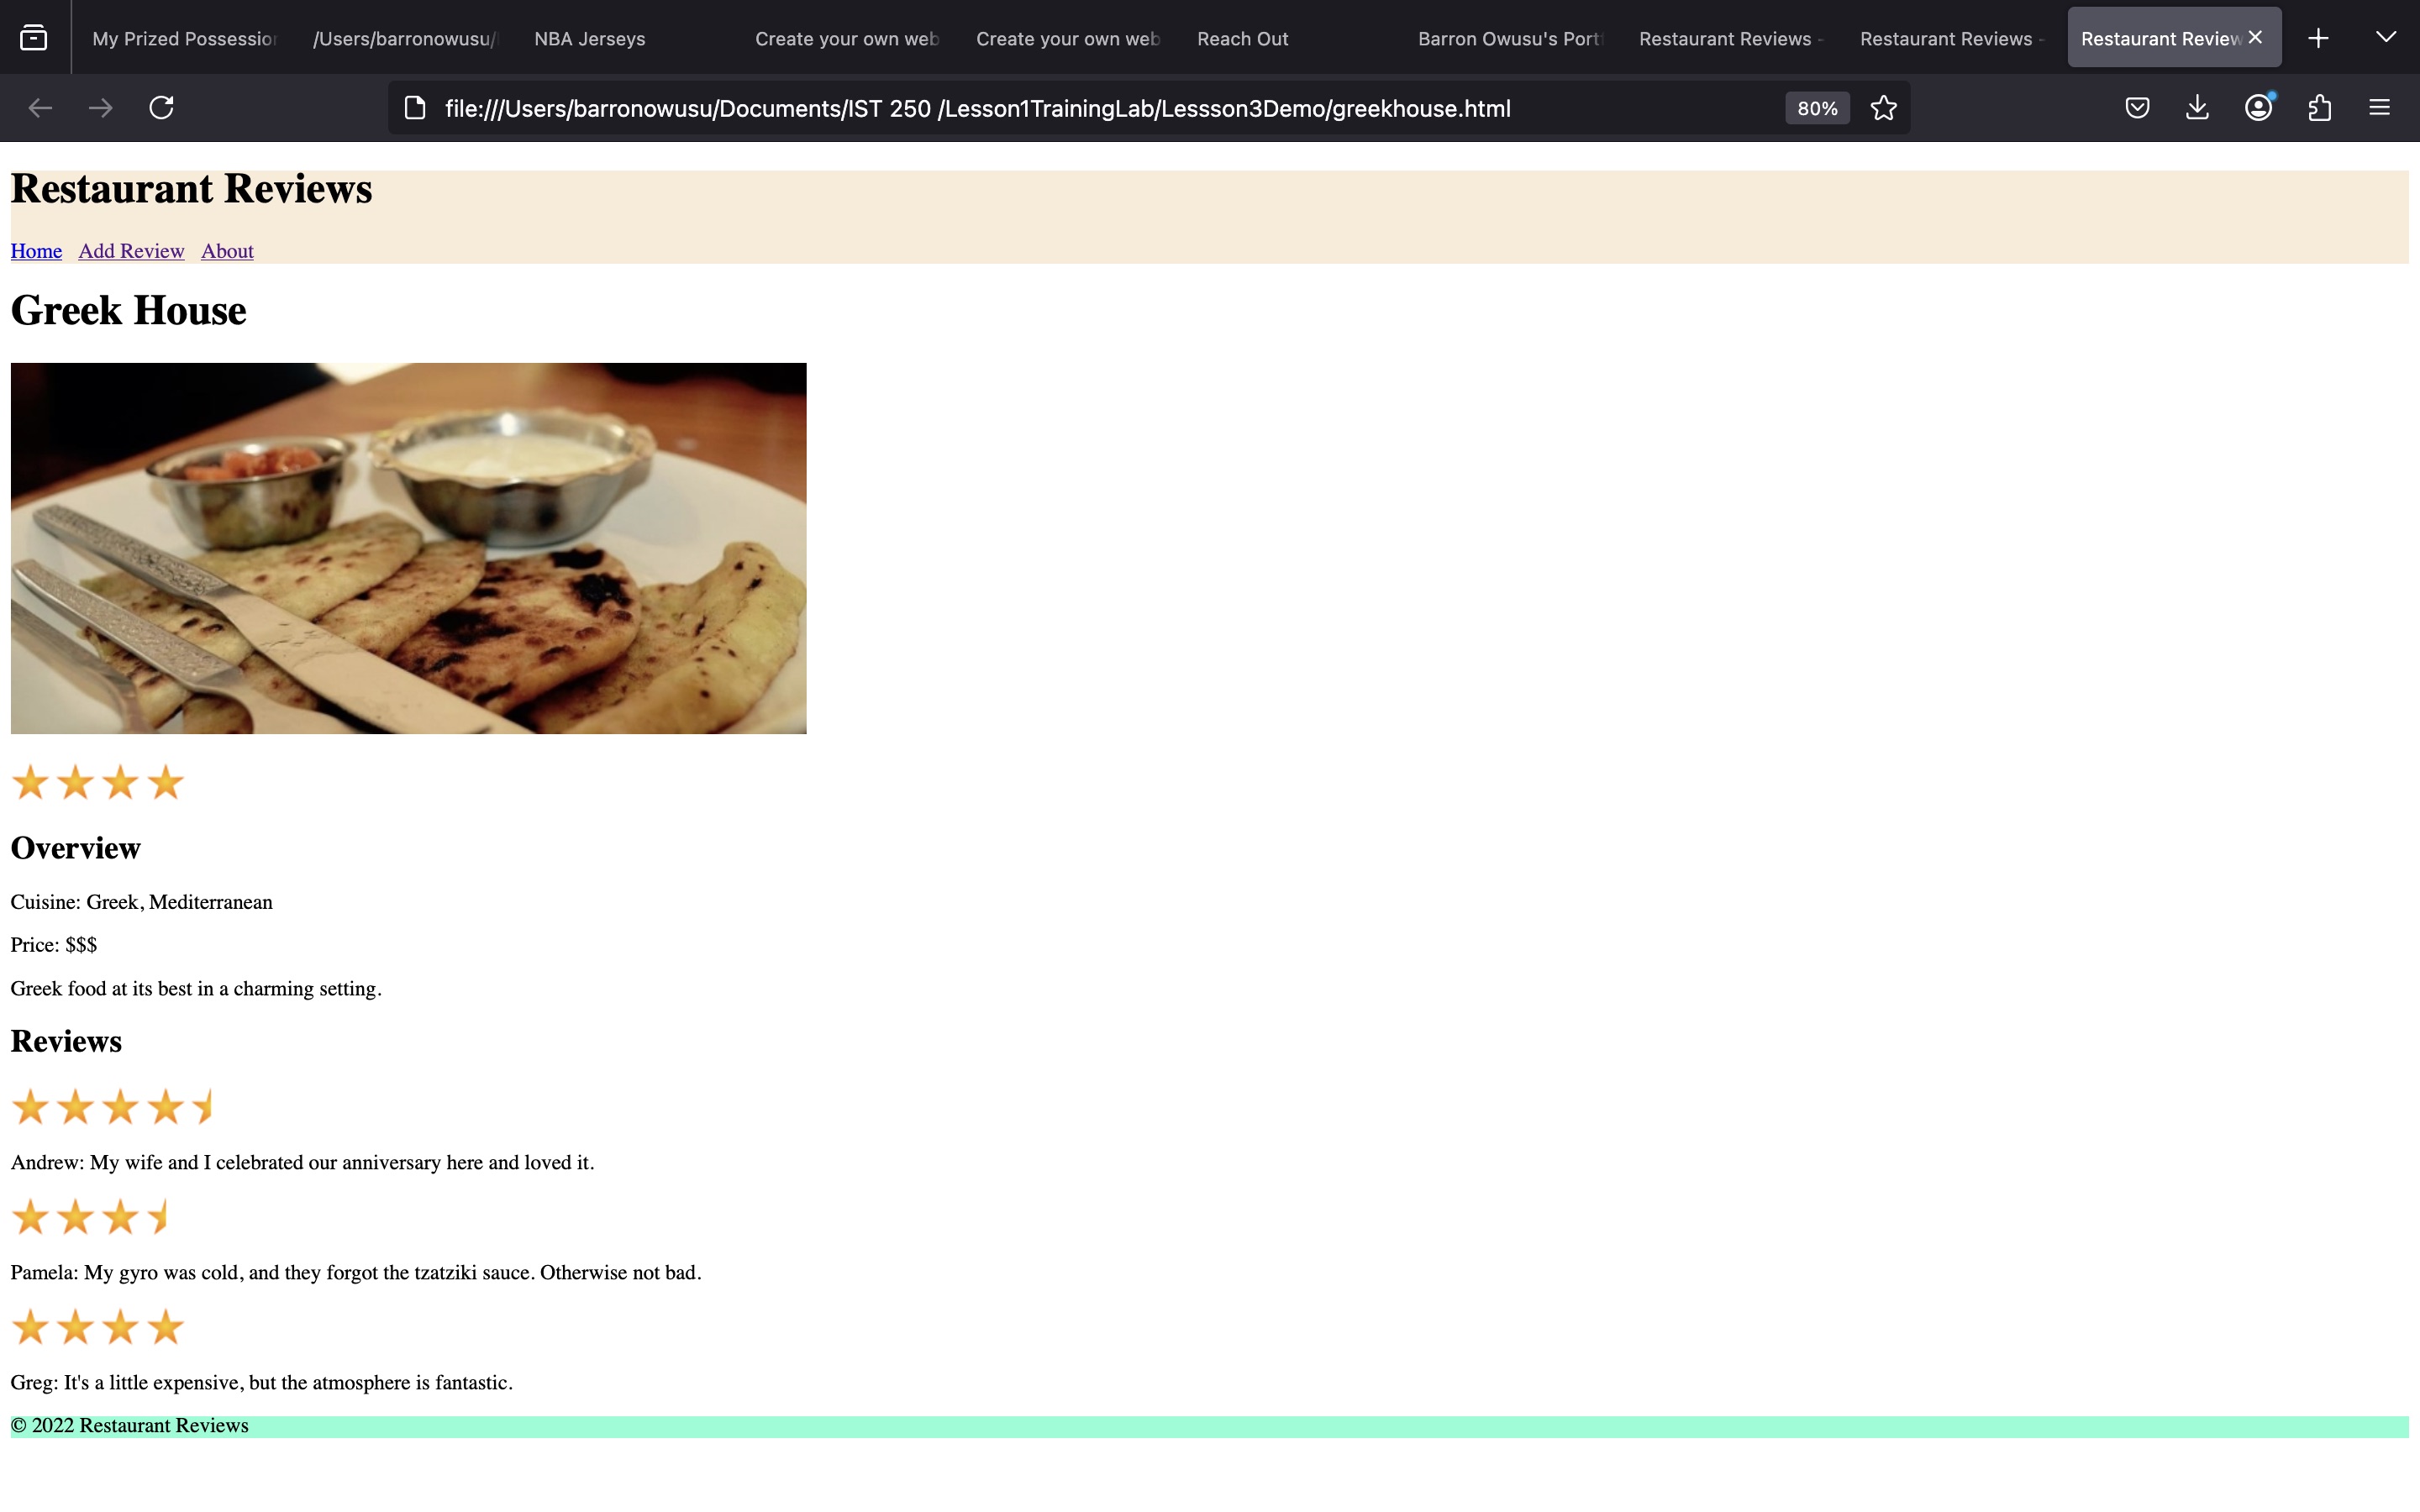 My Prized Possession
/Users/barronowusu/
NBA Jerseys
Create your own web
Create your own web
Reach Out
Barron Owusu's Port
Restaurant Reviews -
Restaurant Reviews -
Restaurant Review
file:///Users/barronowusu/Documents/IST 250 /Lesson1TrainingLab/Lessson3Demo/greekhouse.html
80%
Restaurant Reviews
Home Add Review About
Greek House
Overview
Cuisine: Greek, Mediterranean
Price: $$$
Greek food at its best in a charming setting.
Reviews
Andrew: My wife and I celebrated our anniversary here and loved it.
Pamela: My gyro was cold, and they forgot the tzatziki sauce. Otherwise not bad.
Greg: It's a little expensive, but the atmosphere is fantastic.
© 2022 Restaurant Reviews